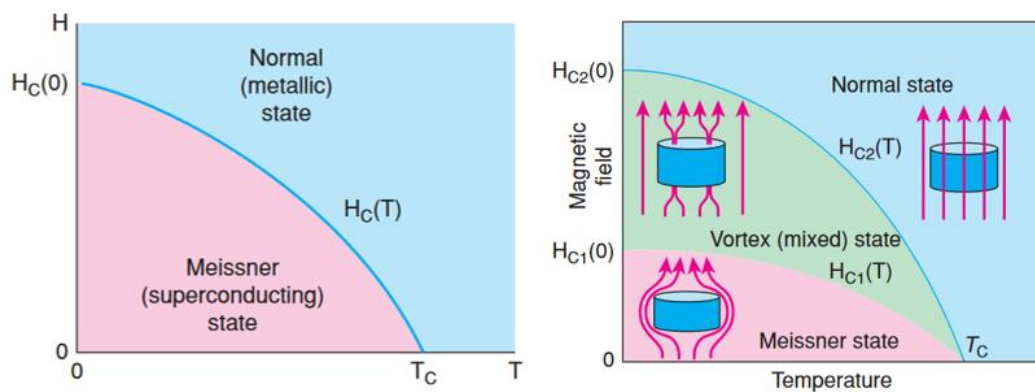 H
H_C(0)
Normal
(metallic)
state
H_C(T)
Meissner
(superconducting)
state
0
0
T_C
T
Magnetic
field
H_C2(0)
Normal state
H_C2(T)
Vortex (mixed) state
H_C1(0)
H_C1(T)
Meissner state
T_C
0
Temperature